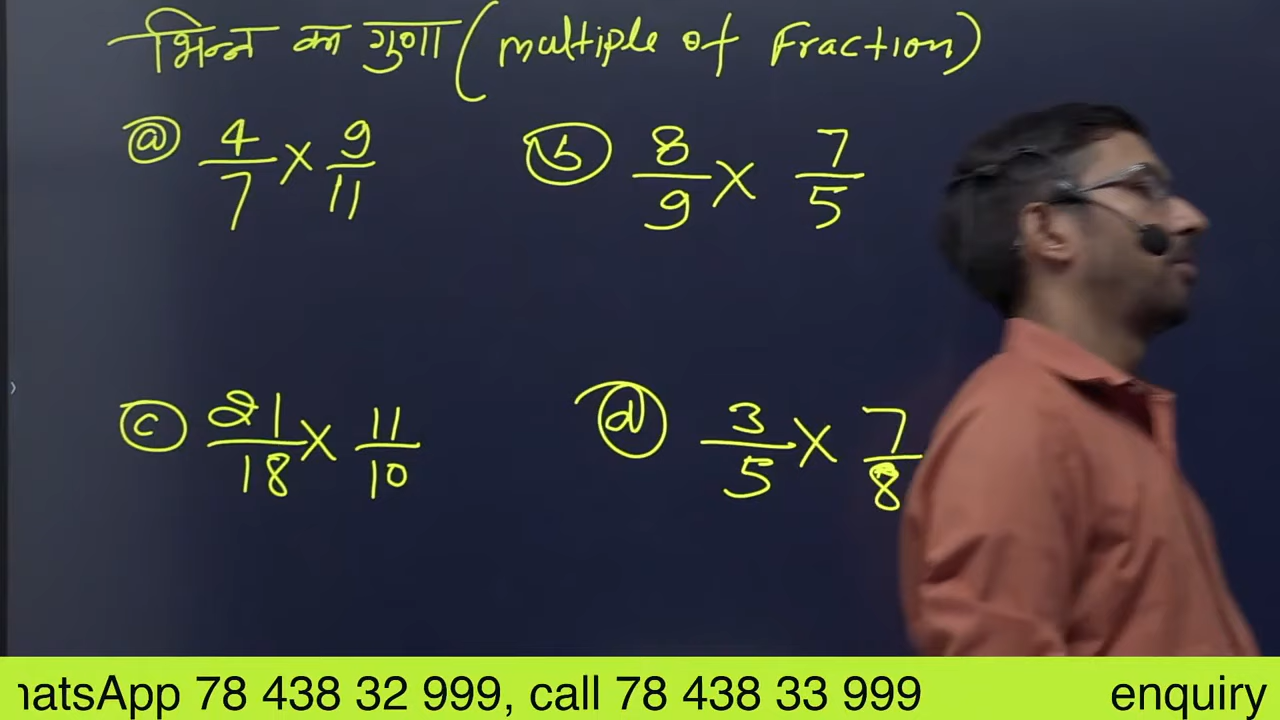 भिन्न का गुणा (multiple of Fraction)
(a) 4/7 × 9/11
(b) 8/9 × 7/5
(c) 21/18 × 11/10
(d) 3/5 × 7/8
hatsApp 78 438 32 999, call 78 438 33 999 enquiry